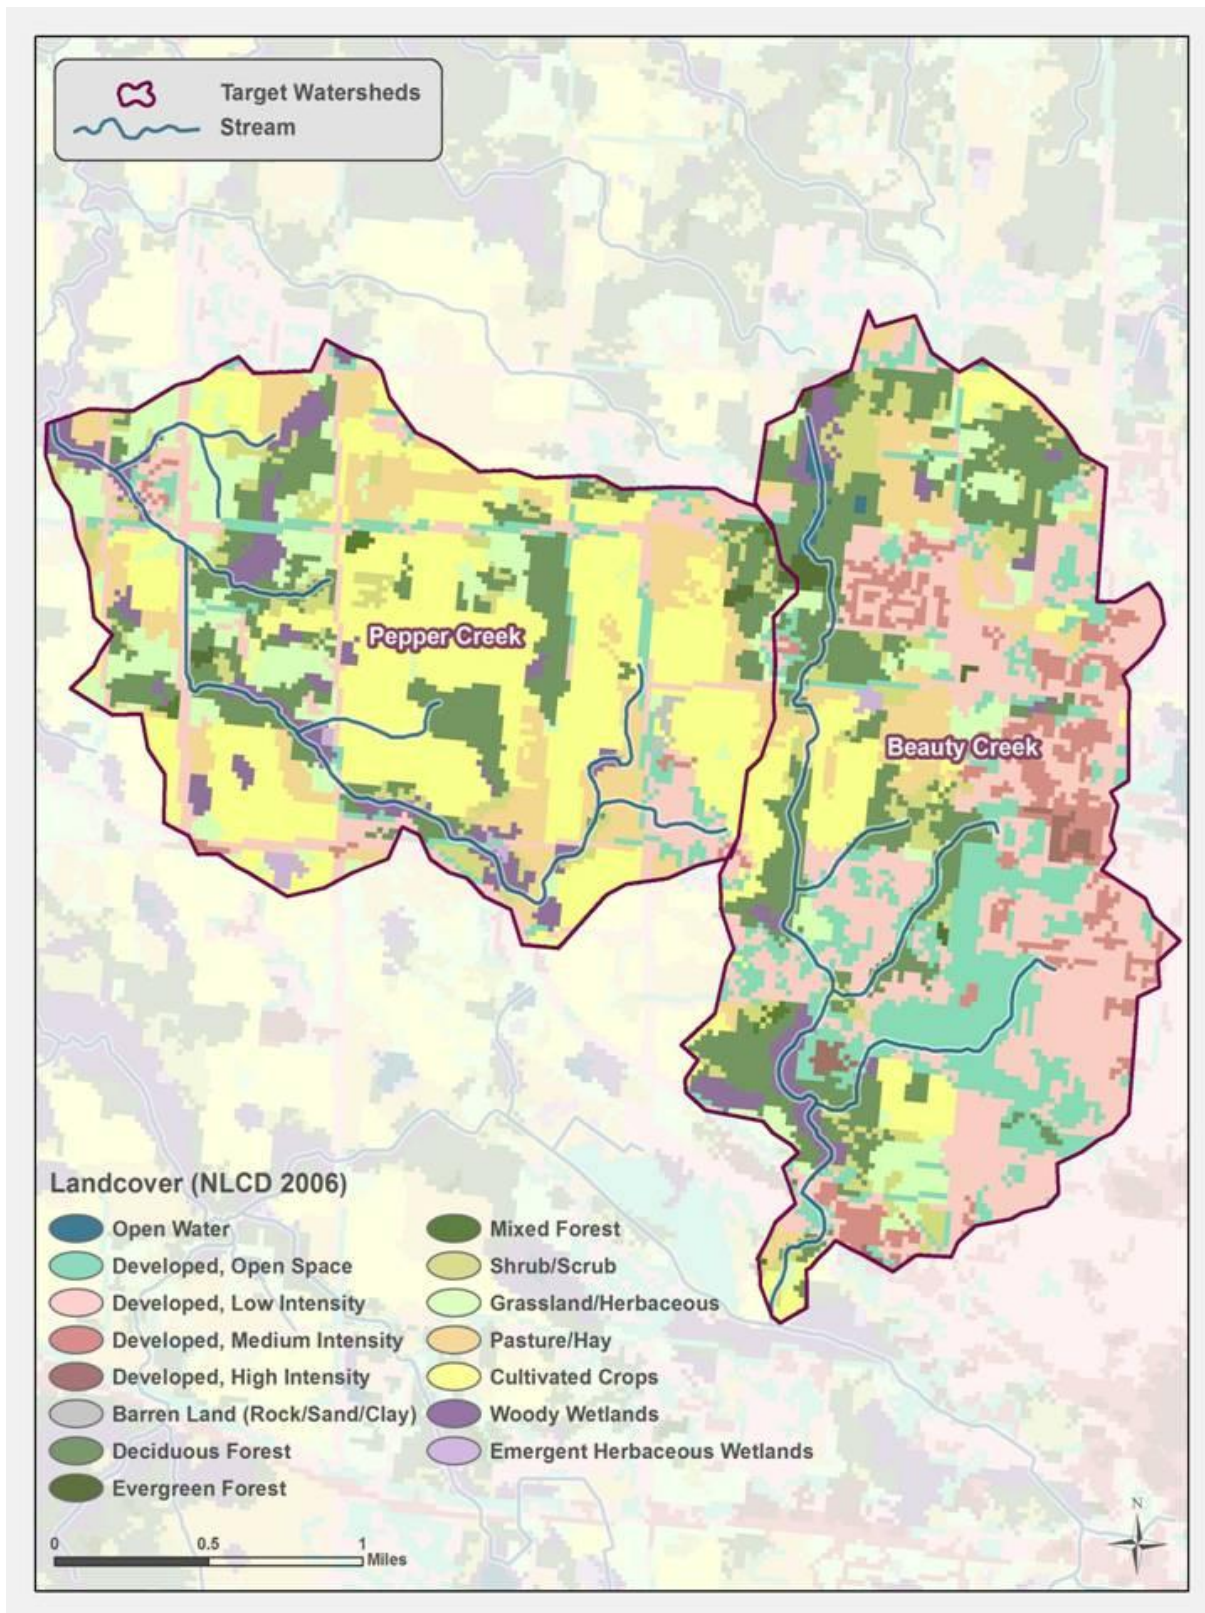 Target Watersheds
Stream
Pepper Creek
Beauty Creek
Landcover (NLCD 2006)
Open Water
Developed, Open Space
Developed, Low Intensity
Developed, Medium Intensity
Developed, High Intensity
Barren Land (Rock/Sand/Clay)
Deciduous Forest
Evergreen Forest
Mixed Forest
Shrub/Scrub
Grassland/Herbaceous
Pasture/Hay
Cultivated Crops
Woody Wetlands
Emergent Herbaceous Wetlands
0 0.5 1
Miles
N